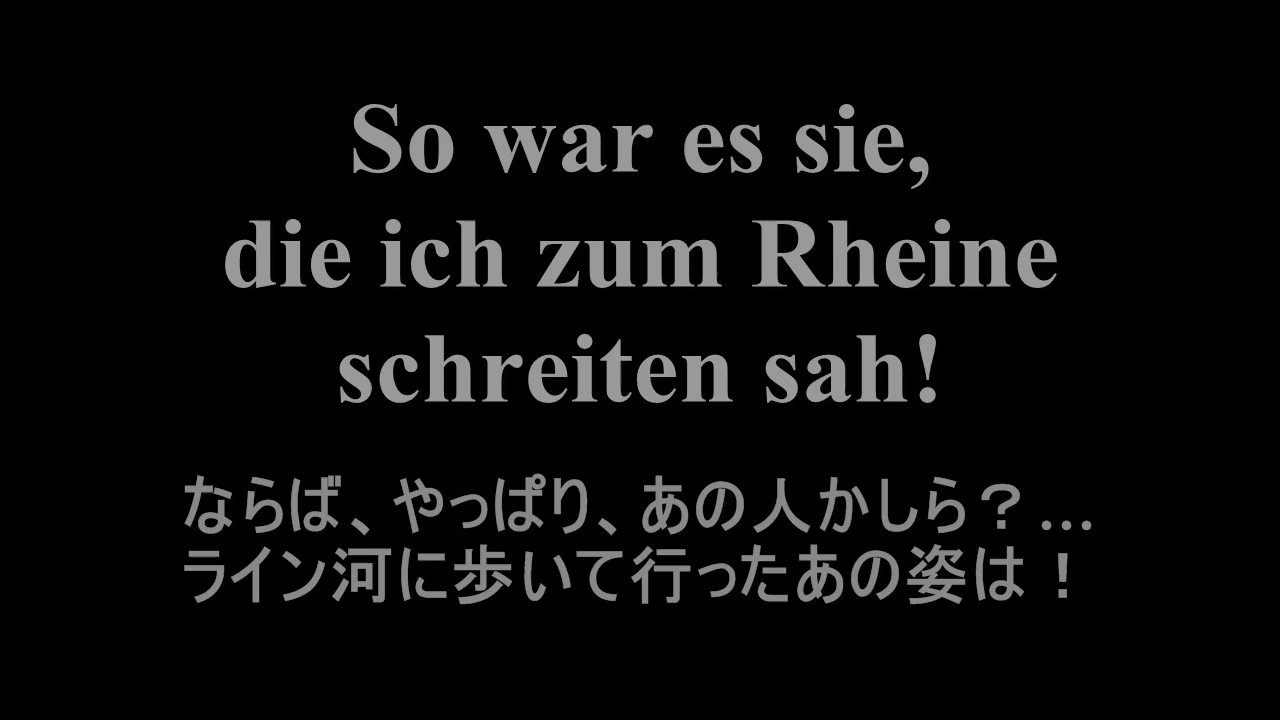 So war es sie,
die ich zum Rheine
schreiten sah!
ならば、やっぱり、あの人かしら？…
ライン河に歩いて行ったあの姿は！